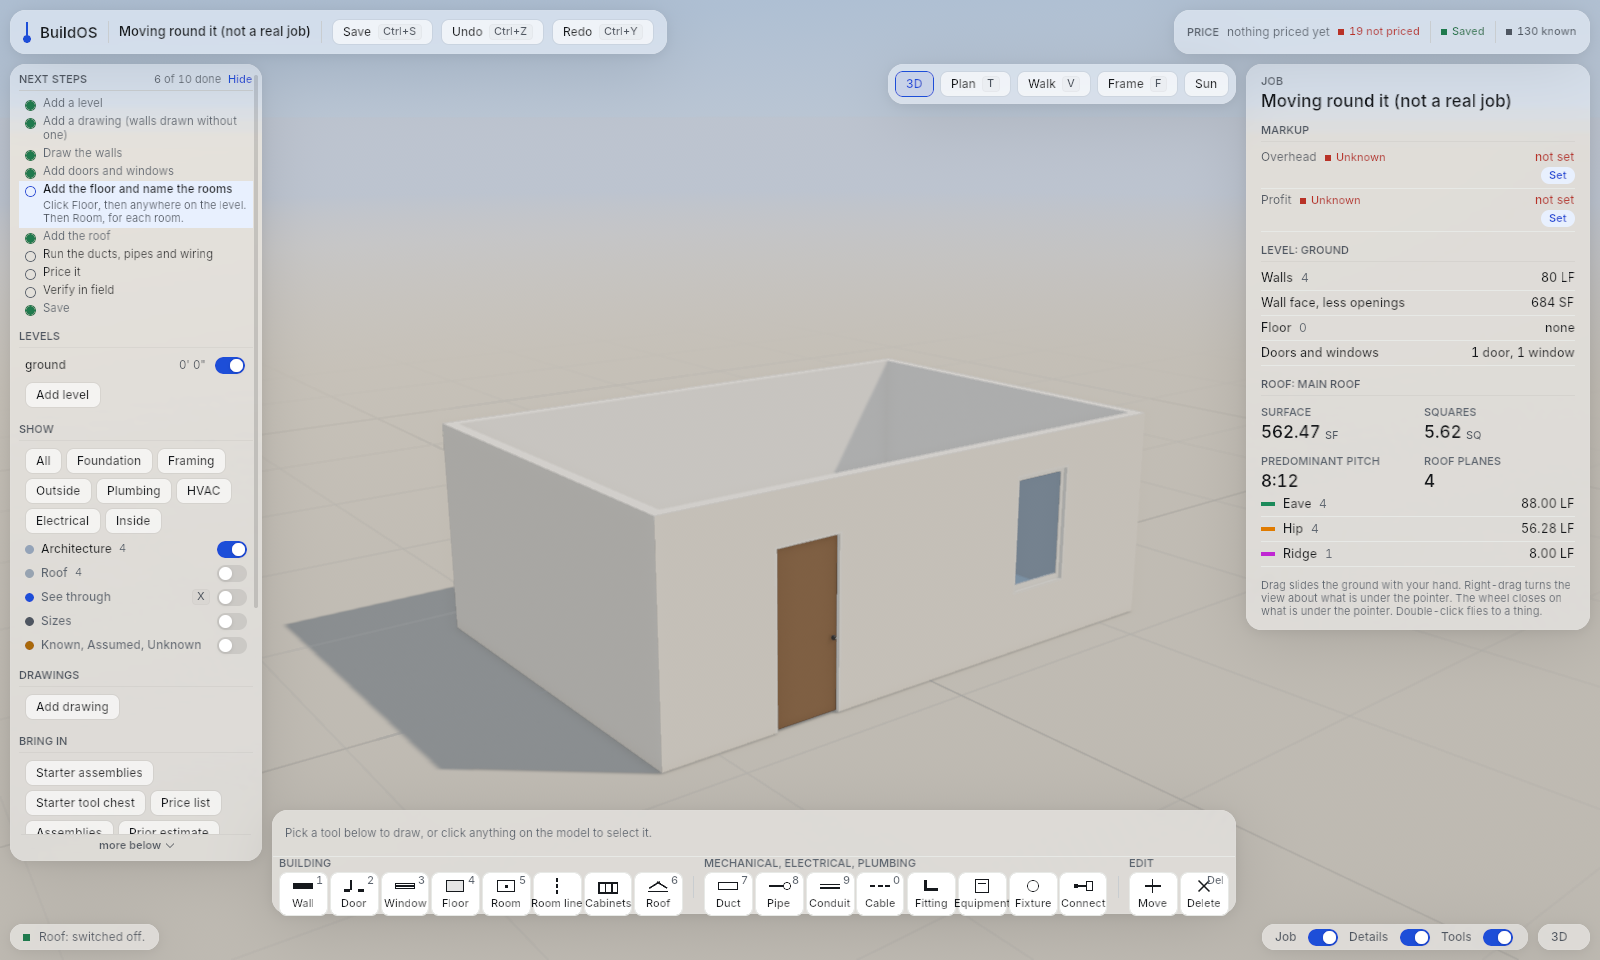 BuildOS
Moving round it (not a real job)
Save Ctrl+S
Undo Ctrl+Z
Redo Ctrl+Y
PRICE nothing priced yet 19 not priced Saved 130 known
NEXT STEPS 6 of 10 done Hide
Add a level
Add a drawing (walls drawn without
one)
Draw the walls
Add doors and windows
Add the floor and name the rooms
Click Floor, then anywhere on the level.
Then Room, for each room.
Add the roof
Run the ducts, pipes and wiring
Price it
Verify in field
Save
LEVELS
ground 0' 0"
Add level
SHOW
All Foundation Framing
Outside Plumbing HVAC
Electrical Inside
Architecture 4
Roof 4
See through X
Sizes
Known, Assumed, Unknown
DRAWINGS
Add drawing
BRING IN
Starter assemblies
Starter tool chest Price list
Assemblies Prior estimate
more below
Roof: switched off.
3D Plan T Walk V Frame F Sun
JOB
Moving round it (not a real job)
MARKUP
Overhead Unknown not set
Set
Profit Unknown not set
Set
LEVEL: GROUND
Walls 4 80 LF
Wall face, less openings 684 SF
Floor 0 none
Doors and windows 1 door, 1 window
ROOF: MAIN ROOF
SURFACE SQUARES
562.47 SF 5.62 SQ
PREDOMINANT PITCH ROOF PLANES
8:12 4
Eave 4 88.00 LF
Hip 4 56.28 LF
Ridge 1 8.00 LF
Drag slides the ground with your hand. Right-drag turns the
view about what is under the pointer. The wheel closes on
what is under the pointer. Double-click flies to a thing.
Pick a tool below to draw, or click anything on the model to select it.
BUILDING MECHANICAL, ELECTRICAL, PLUMBING EDIT
1 2 3 4 5 6 7 8 9 0 Del
Wall Door Window Floor Room Room line Cabinets Roof Duct Pipe Conduit Cable Fitting Equipment Fixture Connect Move Delete
Job Details Tools 3D